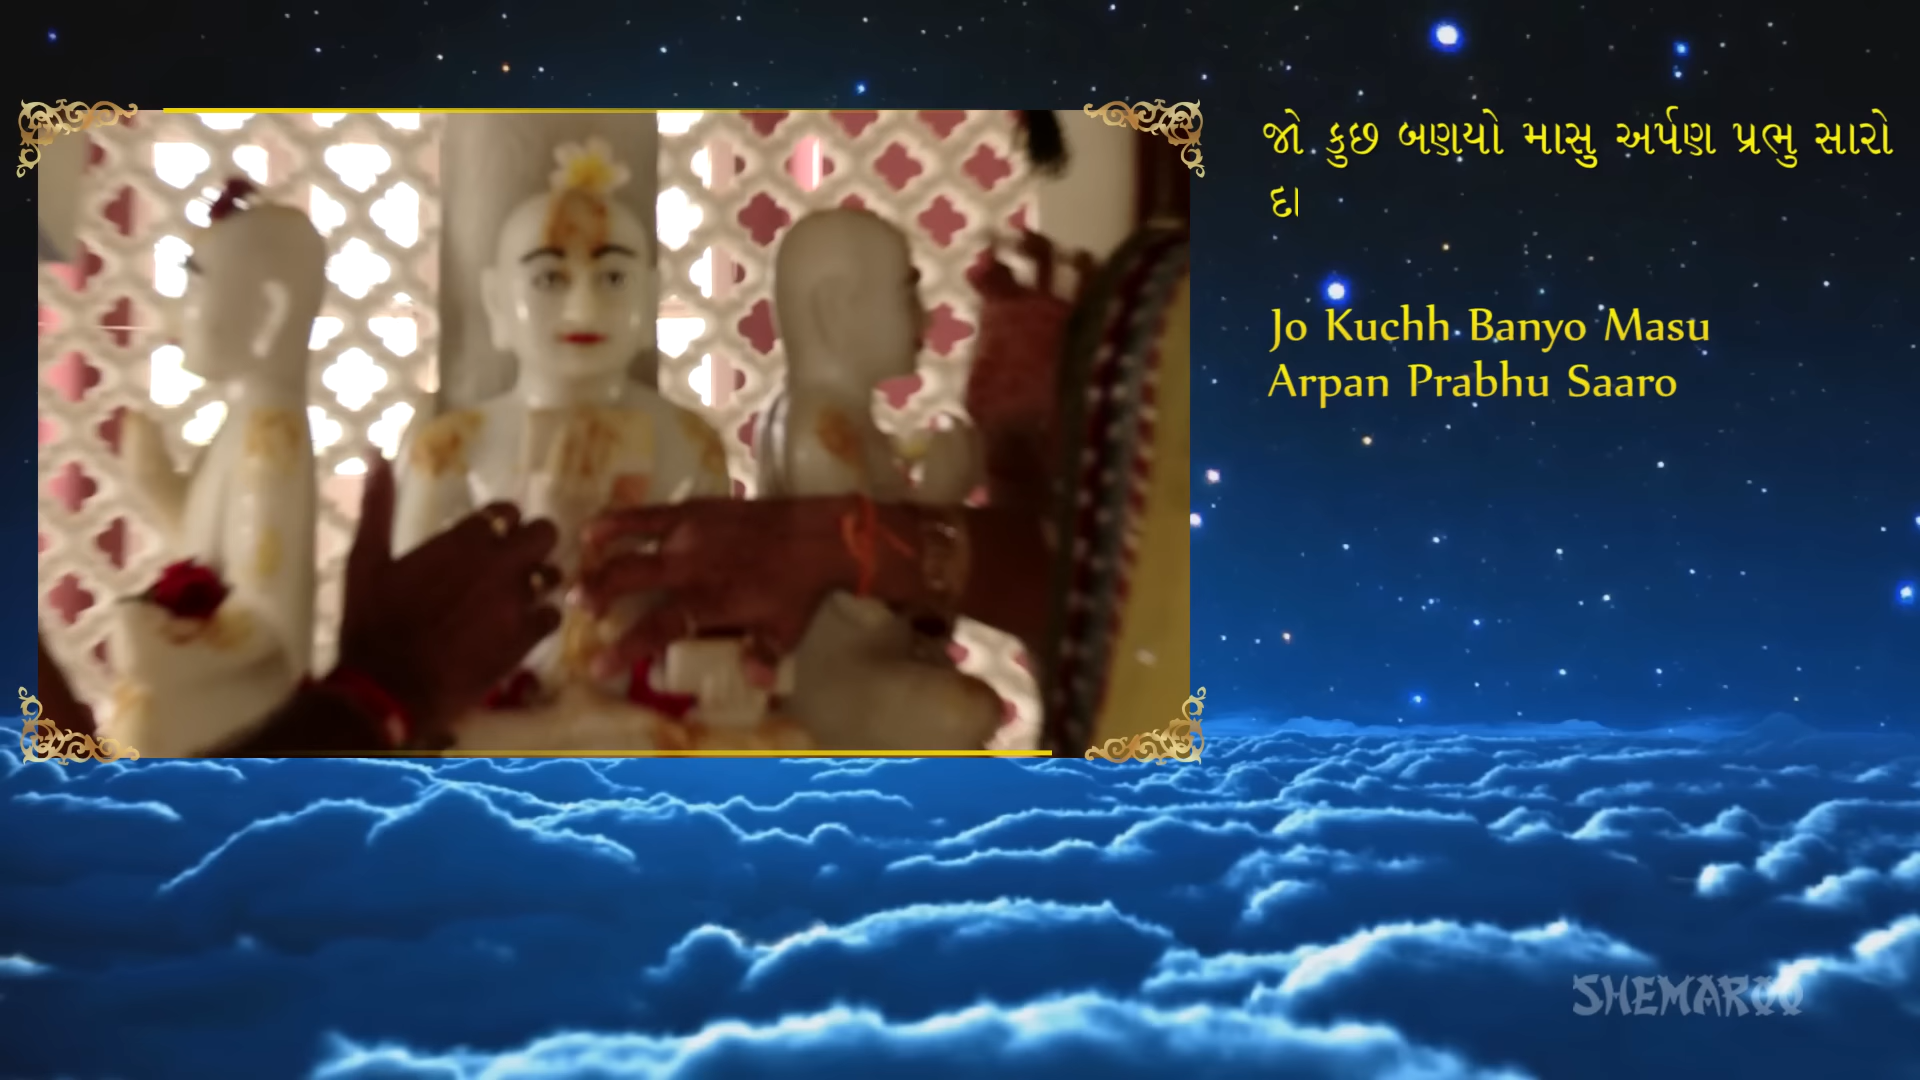 જો કુછ બણયો માસુ અર્પણ પ્રભુ સારો
Jo Kuchh Banyo Masu
Arpan Prabhu Saaro
SHEMAROO